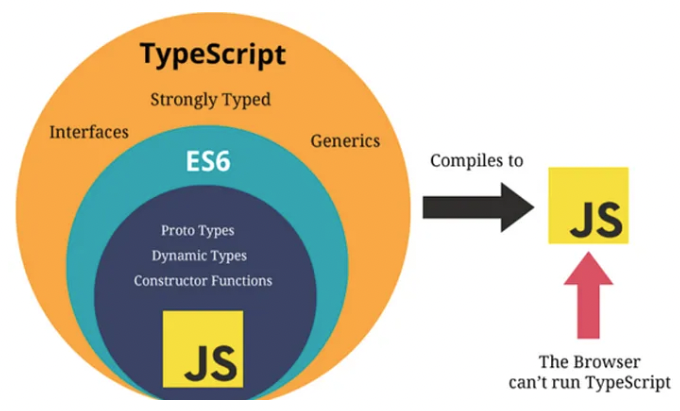 TypeScript
Strongly Typed
Interfaces
Generics
ES6
Proto Types
Dynamic Types
Constructor Functions
JS
Compiles to
JS
The Browser
can't run TypeScript